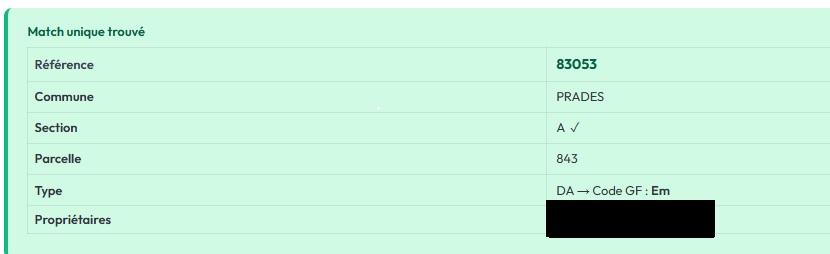 Match unique trouvé
Référence 83053
Commune PRADES
Section A ✓
Parcelle 843
Type DA → Code GF : Em
Propriétaires